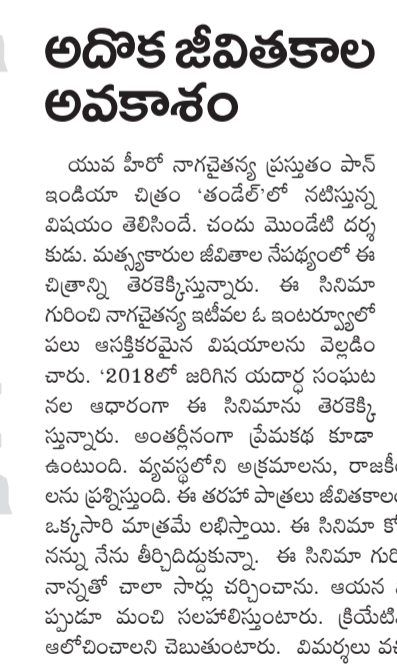 అదొక జీవితకాల
అవకాశం
యువ హీరో నాగచైతన్య ప్రస్తుతం పాన్
ఇండియా చిత్రం ‘తండేల్’లో నటిస్తున్న
విషయం తెలిసిందే. చందు మొండేటి దర్శ
కుడు. మత్స్యకారుల జీవితాల నేపథ్యంలో ఈ
చిత్రాన్ని తెరకెక్కిస్తున్నారు. ఈ సినిమా
గురించి నాగచైతన్య ఇటీవల ఓ ఇంటర్వ్యూలో
పలు ఆసక్తికరమైన విషయాలను వెల్లడిం
చారు. ‘2018లో జరిగిన యదార్ధ సంఘట
నల ఆధారంగా ఈ సినిమాను తెరకెక్కి
స్తున్నారు. అంతర్లీనంగా ప్రేమకథ కూడా
ఉంటుంది. వ్యవస్థలోని అక్రమాలను,
లను ప్రశ్నిస్తుంది. ఈ తరహా పాత్రలు
ఒక్కసారి మాత్రమే లభిస్తాయి. ఈ సినిమా
నన్ను నేను తీర్చిదిద్దుకున్నా. ఈ సినిమా
నాన్నతో చాలా సార్లు చర్చించాను. ఆయన
ప్పుడూ మంచి సలహాలిస్తుంటారు.
ఆలోచించాలని చెబుతుంటారు. విమర్శలు